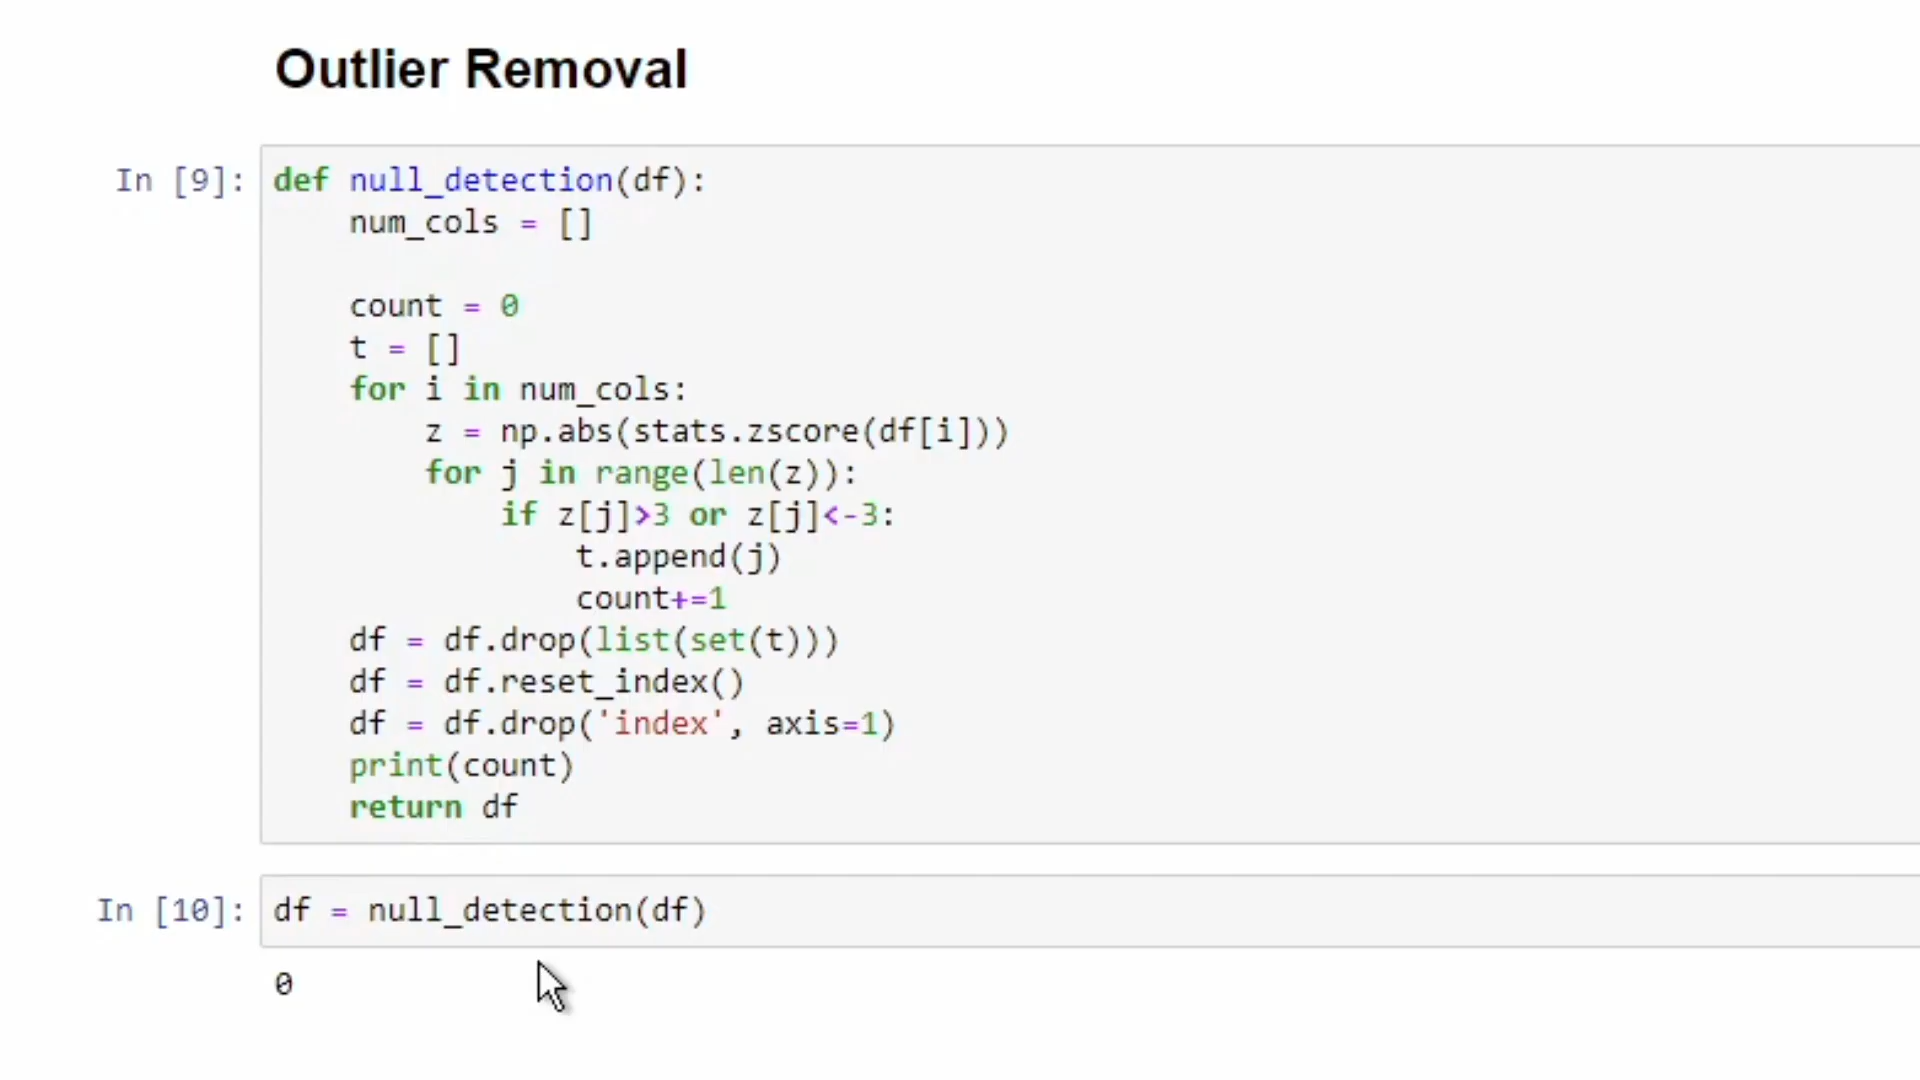 Outlier Removal
In [9]:
def null_detection(df):
    num_cols = []

    count = 0
    t = []
    for i in num_cols:
        z = np.abs(stats.zscore(df[i]))
        for j in range(len(z)):
            if z[j]>3 or z[j]<-3:
                t.append(j)
                count+=1
    df = df.drop(list(set(t)))
    df = df.reset_index()
    df = df.drop('index', axis=1)
    print(count)
    return df
In [10]:
df = null_detection(df)
0